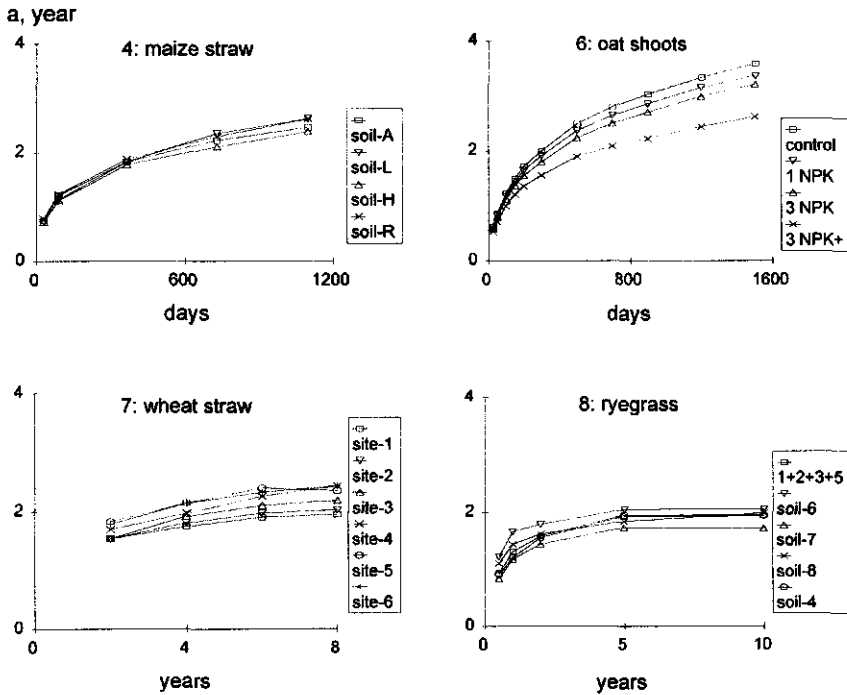 a, year
4: maize straw
4
2
0
0
600
1200
days
soil-A
soil-L
soil-H
soil-R
6: oat shoots
4
2
0
0
800
1600
days
control
1 NPK
3 NPK
3 NPK+
7: wheat straw
4
2
0
0
4
8
years
site-1
site-2
site-3
site-4
site-5
site-6
8: ryegrass
4
2
0
0
5
10
years
1+2+3+5
soil-6
soil-7
soil-8
soil-4